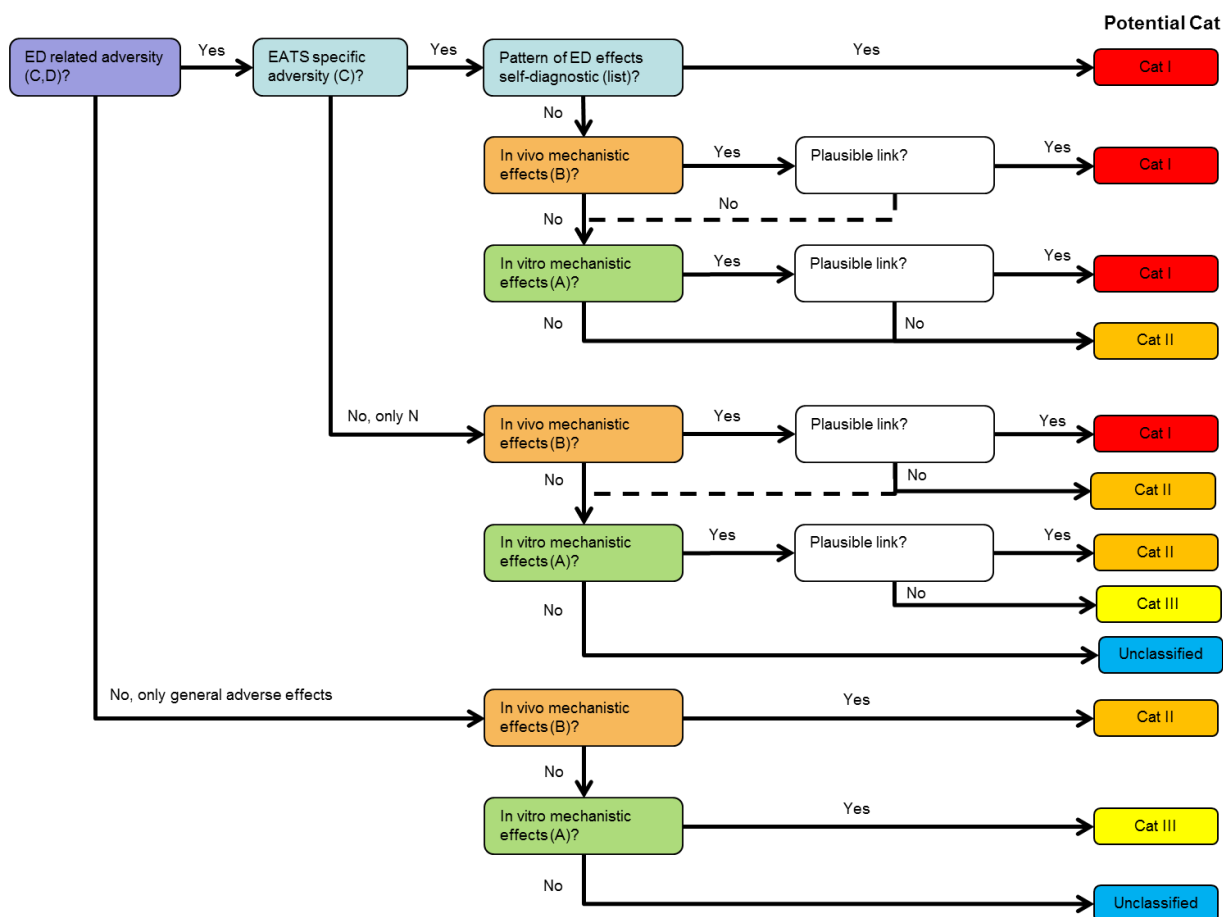 Potential Cat
ED related adversity
(C,D)?
Yes
EATS specific
adversity (C)?
Yes
Pattern of ED effects
self-diagnostic (list)?
Yes
Cat I
No
In vivo mechanistic
effects (B)?
Yes
Plausible link?
Yes
Cat I
No
No
In vitro mechanistic
effects (A)?
Yes
Plausible link?
Yes
Cat I
No
No
Cat II
No, only N
In vivo mechanistic
effects (B)?
Yes
Plausible link?
Yes
Cat I
No
No
Cat II
In vitro mechanistic
effects (A)?
Yes
Plausible link?
Yes
Cat II
No
No
Cat III
Unclassified
No, only general adverse effects
In vivo mechanistic
effects (B)?
Yes
Cat II
No
In vitro mechanistic
effects (A)?
Yes
Cat III
No
Unclassified